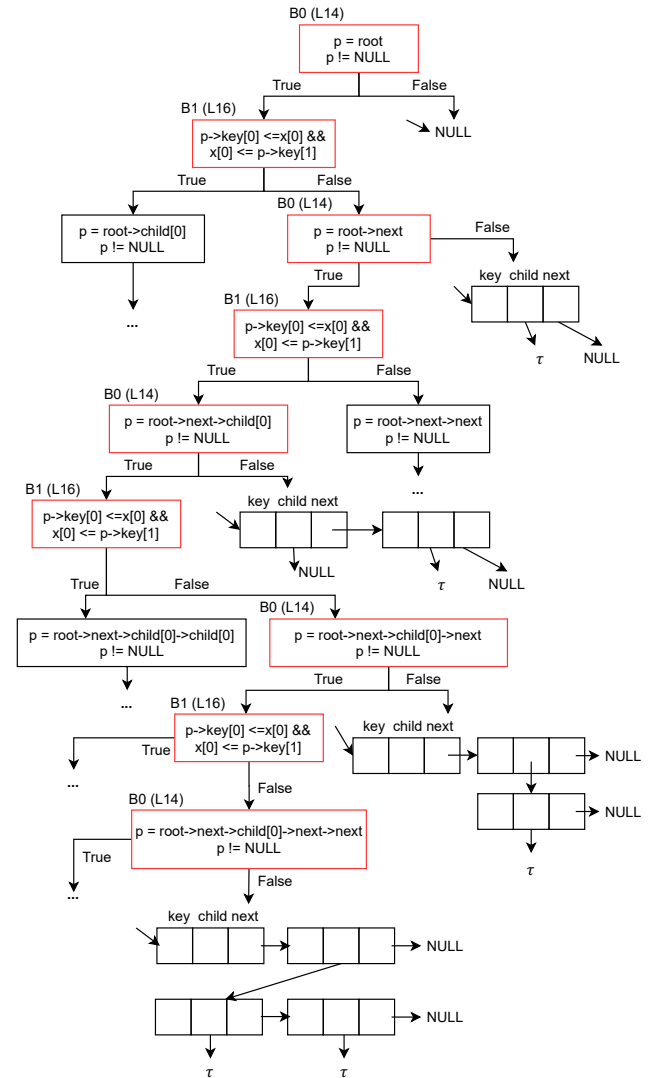 B0 (L14)
p = root
p != NULL
True
False
B1 (L16)
NULL
p->key[0] <=x[0] &&
x[0] <= p->key[1]
True
False
B0 (L14)
p = root->child[0]
p != NULL
p = root->next
p != NULL
False
...
True
key child next
B1 (L16)
p->key[0] <=x[0] &&
x[0] <= p->key[1]
τ
NULL
True
False
B0 (L14)
p = root->next->child[0]
p != NULL
p = root->next->next
p != NULL
True
False
...
B1 (L16)
key child next
p->key[0] <=x[0] &&
x[0] <= p->key[1]
NULL
τ
NULL
True
False
B0 (L14)
p = root->next->child[0]->child[0]
p != NULL
p = root->next->child[0]->next
p != NULL
...
True
False
B1 (L16)
key child next
p->key[0] <=x[0] &&
x[0] <= p->key[1]
True
NULL
...
False
B0 (L14)
NULL
p = root->next->child[0]->next->next
p != NULL
True
τ
False
...
key child next
NULL
NULL
τ
τ